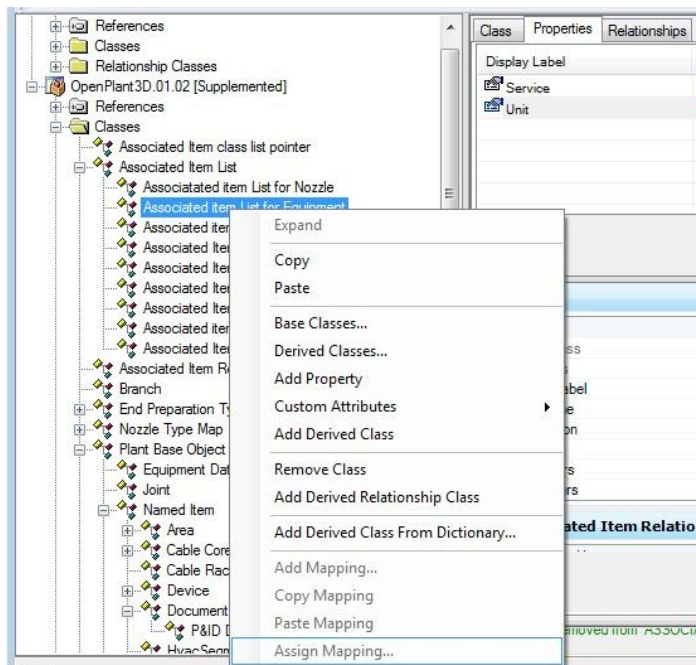 References
Classes
Relationship Classes
OpenPlant3D.01.02 [Supplemented]
References
Classes
Associated Item class list pointer
Associated Item List
Associatated item List for Nozzle
Associated item List for Equipment
Associated iter
Associated Iter
Associated Iter
Associated Iter
Associated Iter
Associated iter
Associated Iter
Associated Item R
Branch
End Preparation Ty
Nozzle Type Map
Plant Base Object
Equipment Dat
Joint
Named Item
Area
Cable Core
Cable Rac
Device
Document
P&ID D
HvacSegn
Expand
Copy
Paste
Base Classes...
Derived Classes...
Add Property
Custom Attributes
Add Derived Class
Remove Class
Add Derived Relationship Class
Add Derived Class From Dictionary...
Add Mapping...
Copy Mapping
Paste Mapping
Assign Mapping...
Class Properties Relationships
Display Label
Service
Unit
ss
s
abel
e
on
rs
rs
ated Item Relatio
emoved from 'ASSOCIA